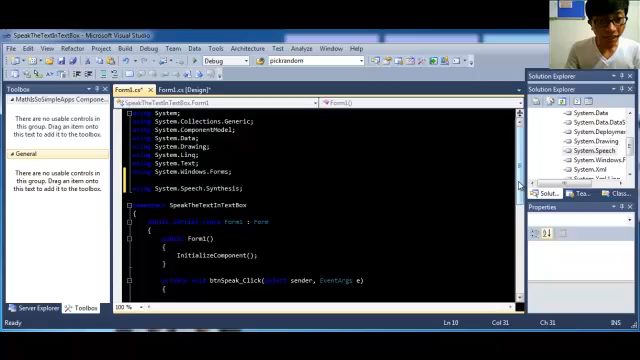 SpeakTheTextInTextBox - Microsoft Visual Studio
File Edit View Refactor Project Build Debug Team Data Tools Architecture Test Analyze Window Help
Debug pickrandom
Toolbox
MathIsSoSimpleApps Compone...
There are no usable controls in this group. Drag an item onto this text to add it to the toolbox.
General
There are no usable controls in this group. Drag an item onto this text to add it to the toolbox.
Server Explorer Toolbox
Form1.cs* Form1.cs [Design]*
SpeakTheTextInTextBox.Form1 Form1()
using System;
using System.Collections.Generic;
using System.ComponentModel;
using System.Data;
using System.Drawing;
using System.Linq;
using System.Text;
using System.Windows.Forms;
using System.Speech.Synthesis;
namespace SpeakTheTextInTextBox
{
public partial class Form1 : Form
{
public Form1()
{
InitializeComponent();
}
private void btnSpeak_Click(object sender, EventArgs e)
{
100 %
Solution Explorer
Solution Explorer
System.Data
System.Data.DataS
System.Deploymen
System.Drawing
System.Speech
System.Windows.F
System.Xml
Solut... Tea... Class...
Properties
Ready Ln 10 Col 31 Ch 31 INS